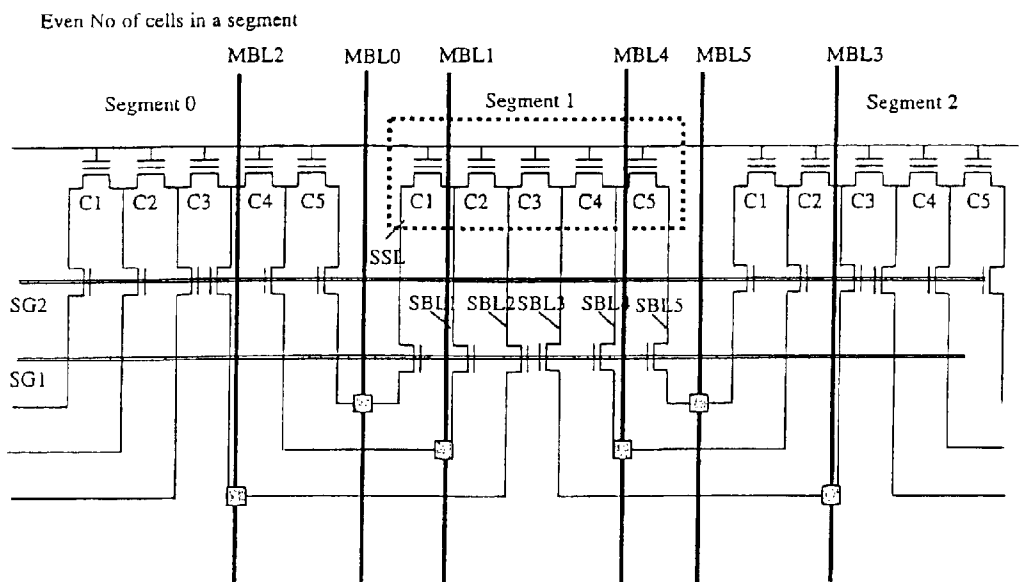 Even No of cells in a segment
MBL2 MBL0 MBL1 MBL4 MBL5 MBL3
Segment 0 Segment 1 Segment 2
C1 C2 C3 C4 C5 C1 C2 C3 C4 C5 C1 C2 C3 C4 C5
SSL
SG2 SBL1 SBL2 SBL3 SBL4 SBL5
SG1